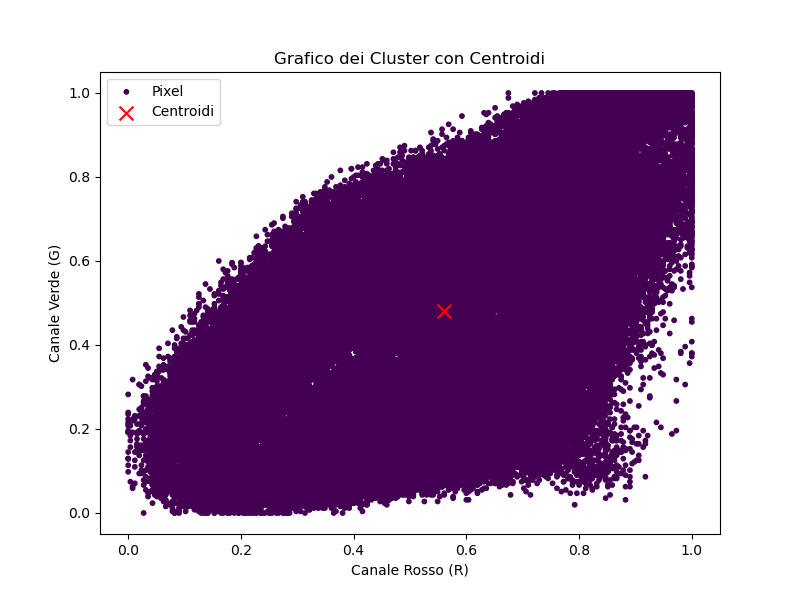 Grafico dei Cluster con Centroidi
Pixel
Centroidi
1.0
0.8
0.6
0.4
0.2
0.0
Canale Verde (G)
0.0 0.2 0.4 0.6 0.8 1.0
Canale Rosso (R)